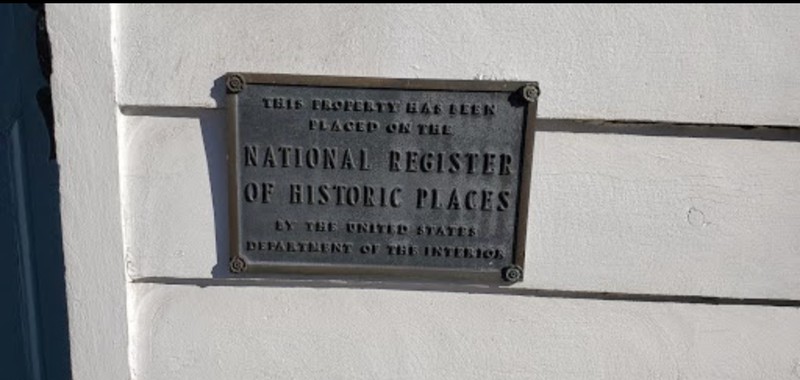 THIS PROPERTY HAS BEEN
PLACED ON THE
NATIONAL REGISTER
OF HISTORIC PLACES
BY THE UNITED STATES
DEPARTMENT OF THE INTERIOR